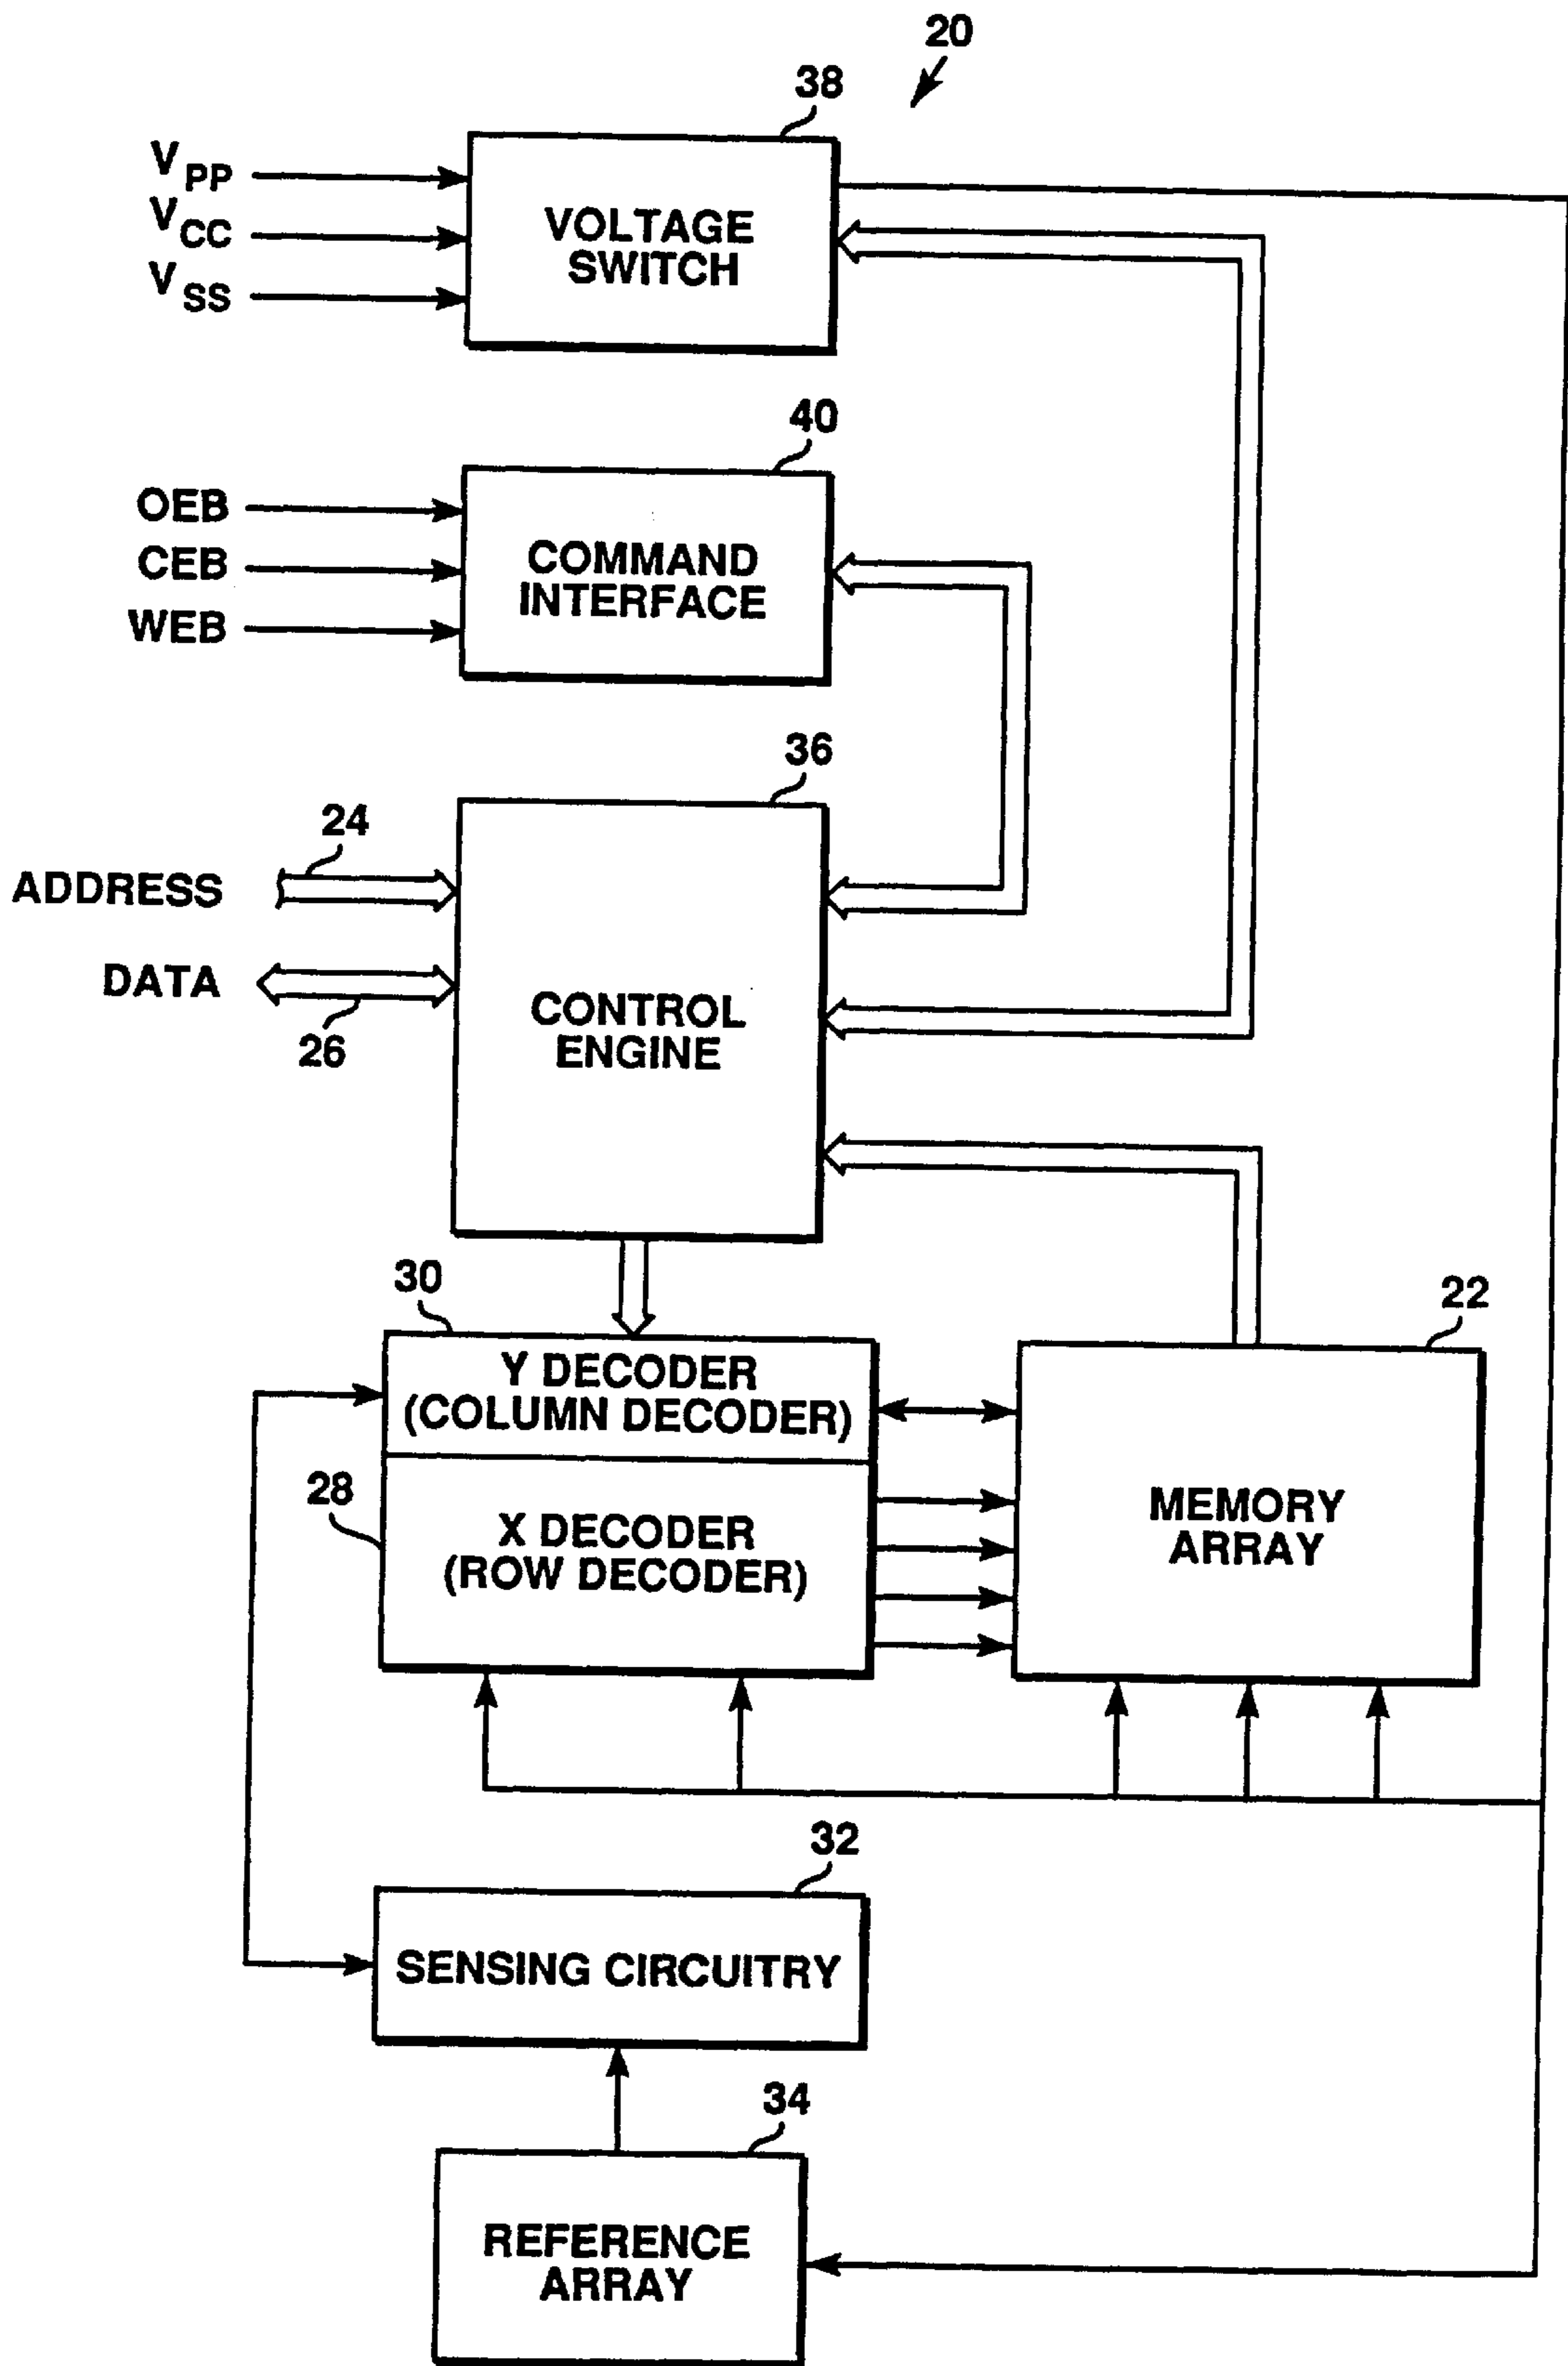 20
38
VPP
VCC
VSS
VOLTAGE
SWITCH
40
OEB
CEB
WEB
COMMAND
INTERFACE
36
24
ADDRESS
DATA
26
CONTROL
ENGINE
30
22
Y DECODER
(COLUMN DECODER)
28
X DECODER
(ROW DECODER)
MEMORY
ARRAY
32
SENSING CIRCUITRY
34
REFERENCE
ARRAY